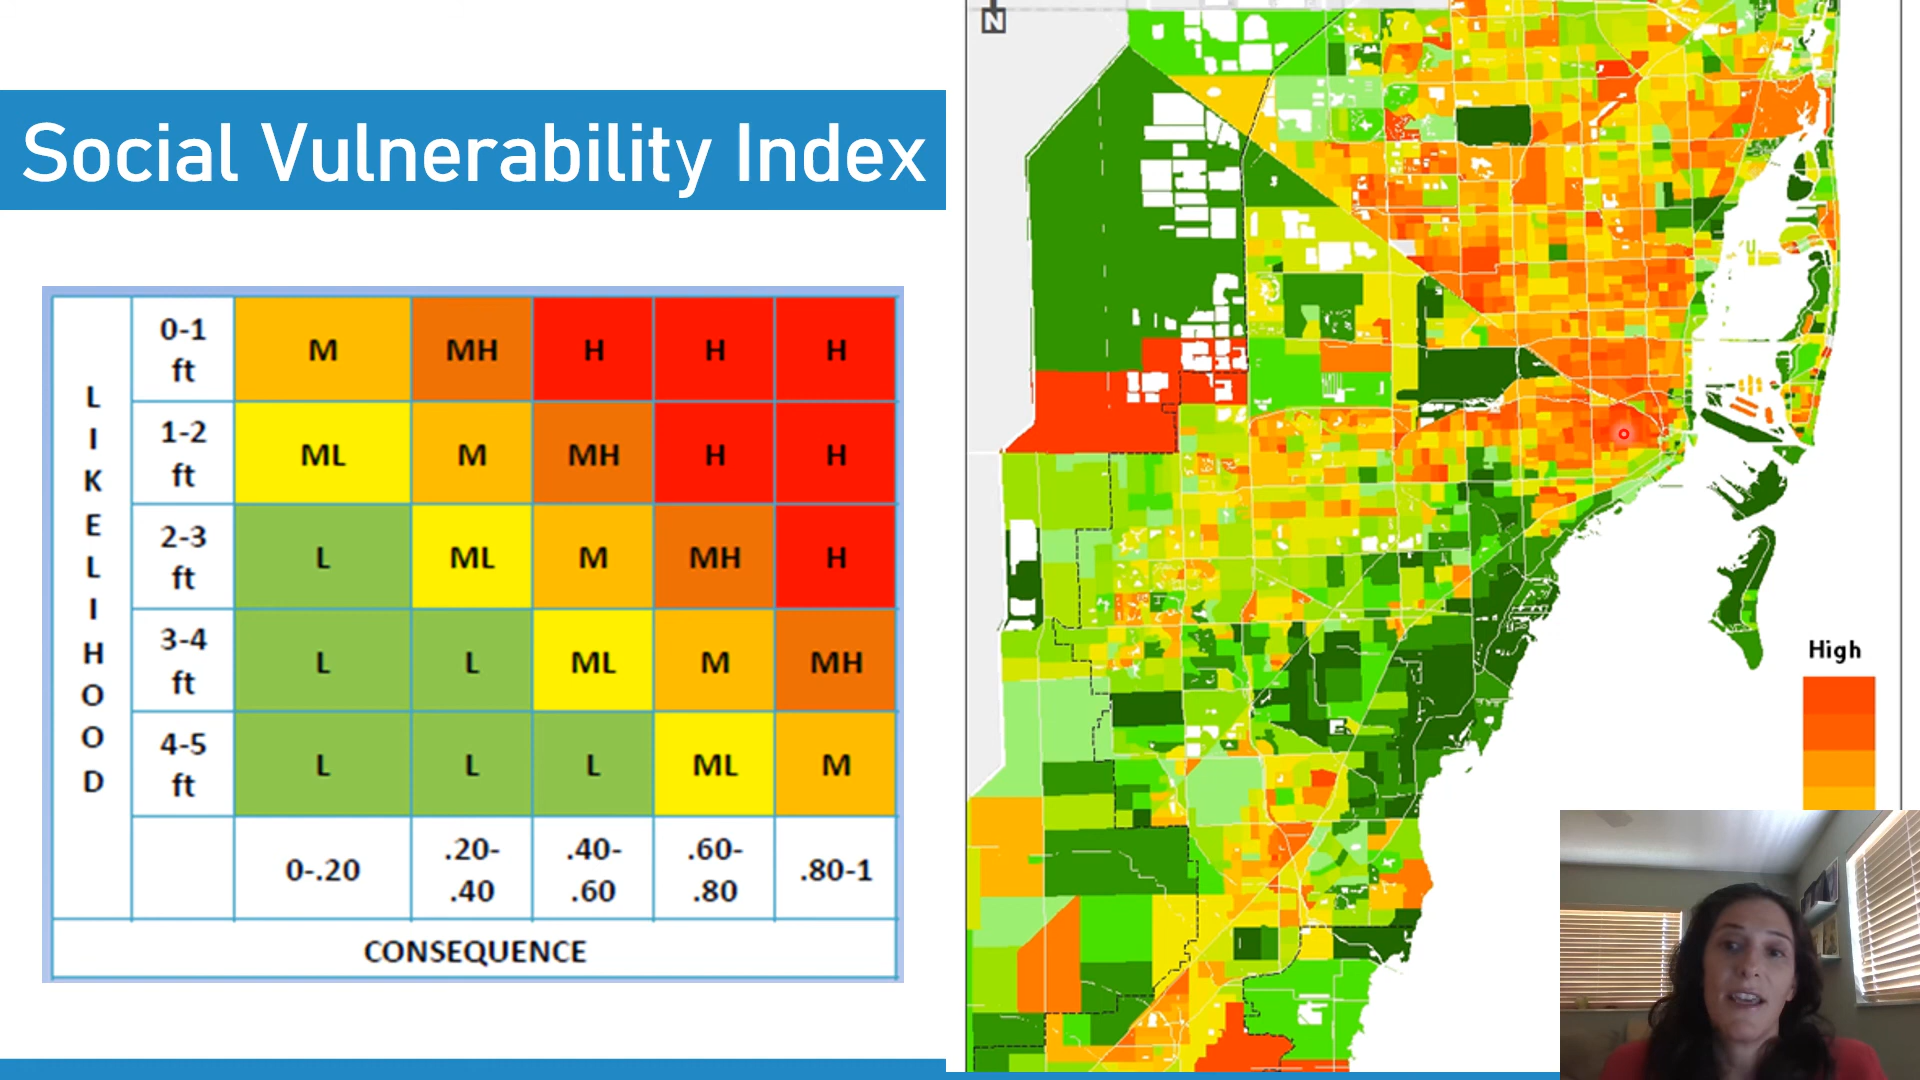 Social Vulnerability Index
N
LIKELIHOOD
0-1 ft
M
MH
H
H
H
1-2 ft
ML
M
MH
H
H
2-3 ft
L
ML
M
MH
H
3-4 ft
L
L
ML
M
MH
4-5 ft
L
L
L
ML
M
0-.20
.20-.40
.40-.60
.60-.80
.80-1
CONSEQUENCE
High